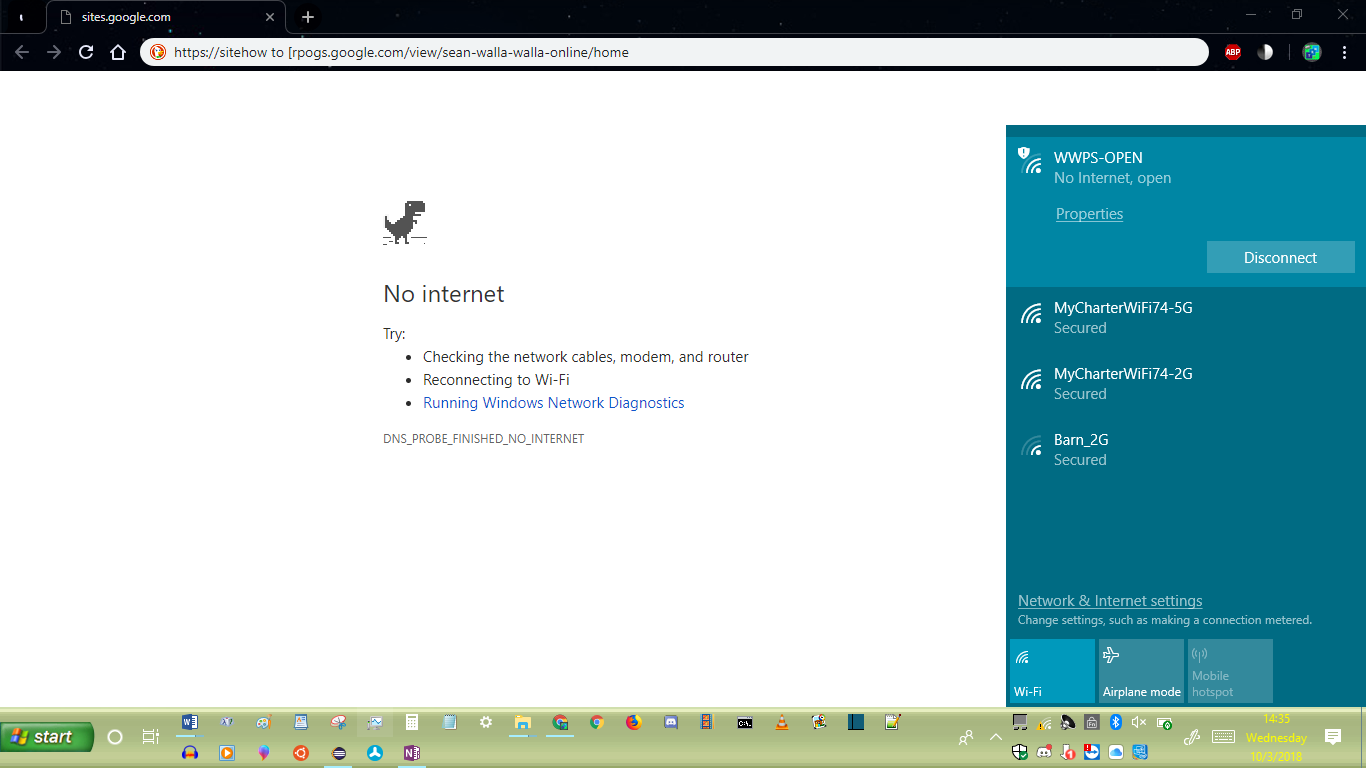 sites.google.com
https://sitehow to [rpogs.google.com/view/sean-walla-walla-online/home
ABP
No internet
Try:
Checking the network cables, modem, and router
Reconnecting to Wi-Fi
Running Windows Network Diagnostics
DNS_PROBE_FINISHED_NO_INTERNET
WWPS-OPEN
No Internet, open
Properties
Disconnect
MyCharterWiFi74-5G
Secured
MyCharterWiFi74-2G
Secured
Barn_2G
Secured
Network & Internet settings
Change settings, such as making a connection metered.
Wi-Fi
Airplane mode
Mobile
hotspot
start
14:35
Wednesday
10/3/2018